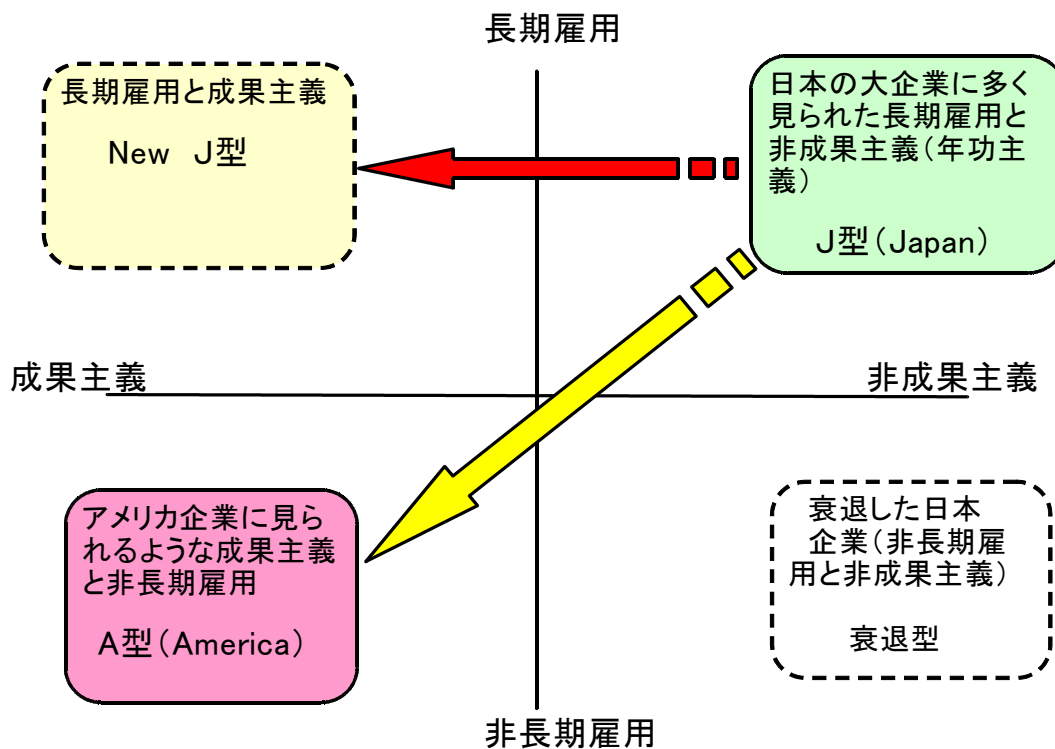 長期雇用
長期雇用と成果主義
New J型
日本の大企業に多く
見られた長期雇用と
非成果主義(年功主
義)
J型(Japan)
成果主義
非成果主義
アメリカ企業に見ら
れるような成果主義
と非長期雇用
A型(America)
衰退した日本
企業(非長期雇
用と非成果主義)
衰退型
非長期雇用